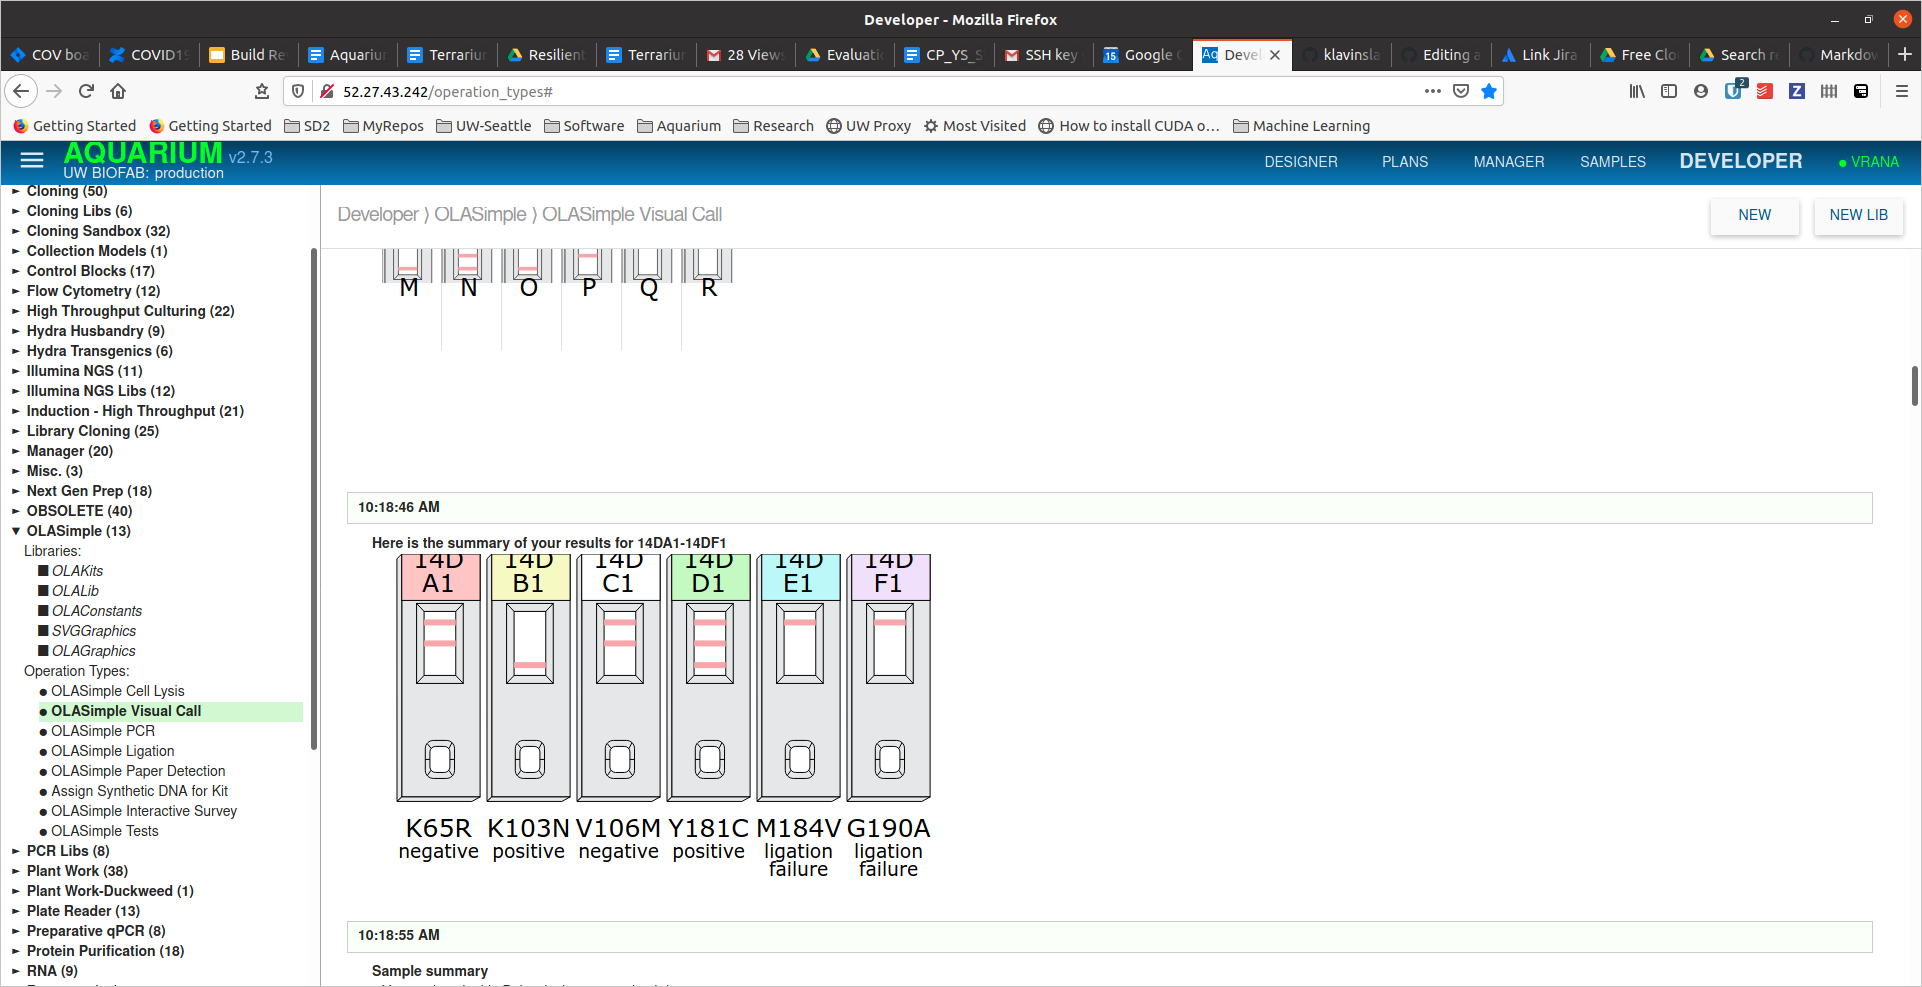 Developer - Mozilla Firefox
COV boa COVID19 Build Re Aquariu Terrariu Resilient Terrariu 28 Views Evaluatio CP_YS_S SSH key Google C Devel klavinsla Editing a Link Jira Free Clo Search r Markdow
52.27.43.242/operation_types#
2
Getting Started Getting Started SD2 MyRepos UW-Seattle Software Aquarium Research UW Proxy Most Visited How to install CUDA o… Machine Learning
AQUARIUM v2.7.3
UW BIOFAB: production
DESIGNER PLANS MANAGER SAMPLES DEVELOPER VRANA
Cloning (50)
Cloning Libs (6)
Cloning Sandbox (32)
Collection Models (1)
Control Blocks (17)
Flow Cytometry (12)
High Throughput Culturing (22)
Hydra Husbandry (9)
Hydra Transgenics (6)
Illumina NGS (11)
Illumina NGS Libs (12)
Induction - High Throughput (21)
Library Cloning (25)
Manager (20)
Misc. (3)
Next Gen Prep (18)
OBSOLETE (40)
OLASimple (13)
Libraries:
OLAKits
OLALib
OLAConstants
SVGGraphics
OLAGraphics
Operation Types:
OLASimple Cell Lysis
OLASimple Visual Call
OLASimple PCR
OLASimple Ligation
OLASimple Paper Detection
Assign Synthetic DNA for Kit
OLASimple Interactive Survey
OLASimple Tests
PCR Libs (8)
Plant Work (38)
Plant Work-Duckweed (1)
Plate Reader (13)
Preparative qPCR (8)
Protein Purification (18)
RNA (9)
Developer ⟩ OLASimple ⟩ OLASimple Visual Call
NEW NEW LIB
M N O P Q R
10:18:46 AM
Here is the summary of your results for 14DA1-14DF1
14D 14D 14D 14D 14D 14D
A1 B1 C1 D1 E1 F1
K65R K103N V106M Y181C M184V G190A
negative positive negative positive ligation ligation
failure failure
10:18:55 AM
Sample summary